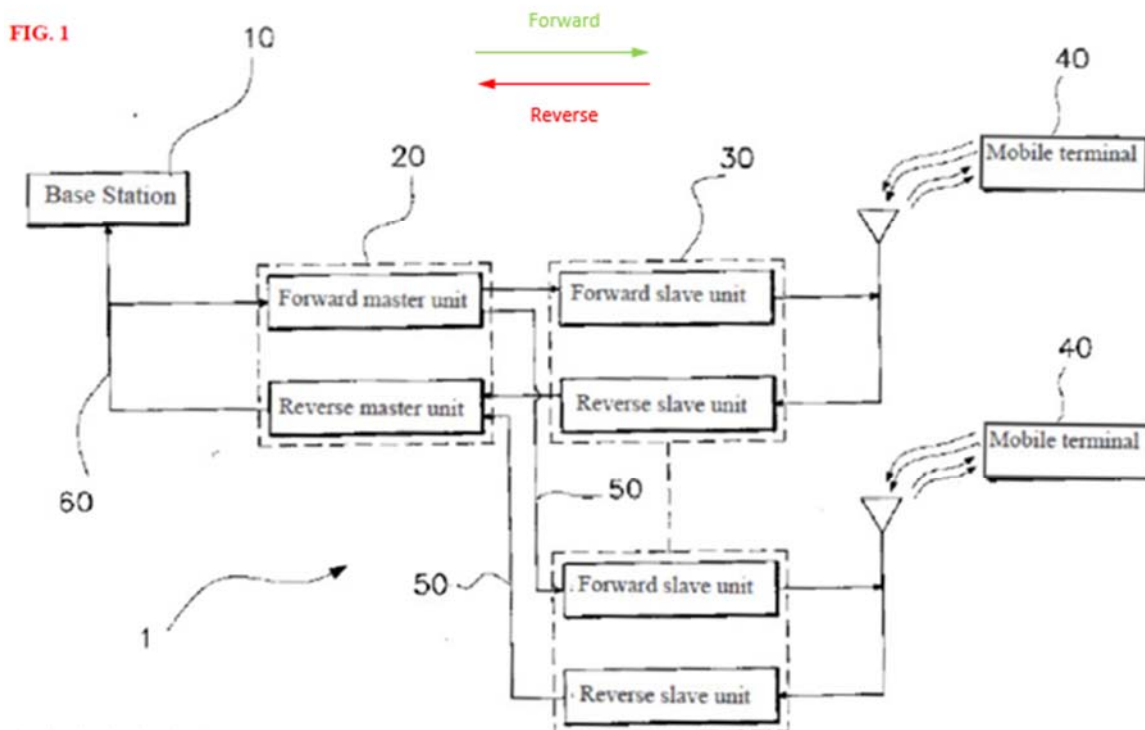 FIG. 1
Forward
Reverse
10
20
30
40
Base Station
Mobile terminal
Forward master unit
Forward slave unit
Reverse master unit
Reverse slave unit
40
Mobile terminal
60
50
50
1
Forward slave unit
Reverse slave unit